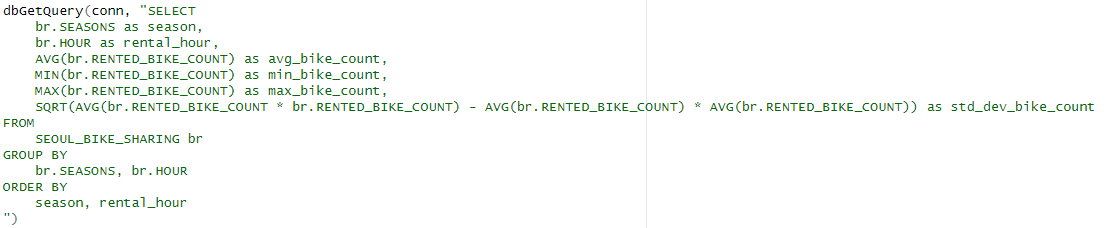 dbGetQuery(conn, "SELECT
    br.SEASONS as season,
    br.HOUR as rental_hour,
    AVG(br.RENTED_BIKE_COUNT) as avg_bike_count,
    MIN(br.RENTED_BIKE_COUNT) as min_bike_count,
    MAX(br.RENTED_BIKE_COUNT) as max_bike_count,
    SQRT(AVG(br.RENTED_BIKE_COUNT * br.RENTED_BIKE_COUNT) - AVG(br.RENTED_BIKE_COUNT) * AVG(br.RENTED_BIKE_COUNT)) as std_dev_bike_count
FROM
    SEOUL_BIKE_SHARING br
GROUP BY
    br.SEASONS, br.HOUR
ORDER BY
    season, rental_hour
")